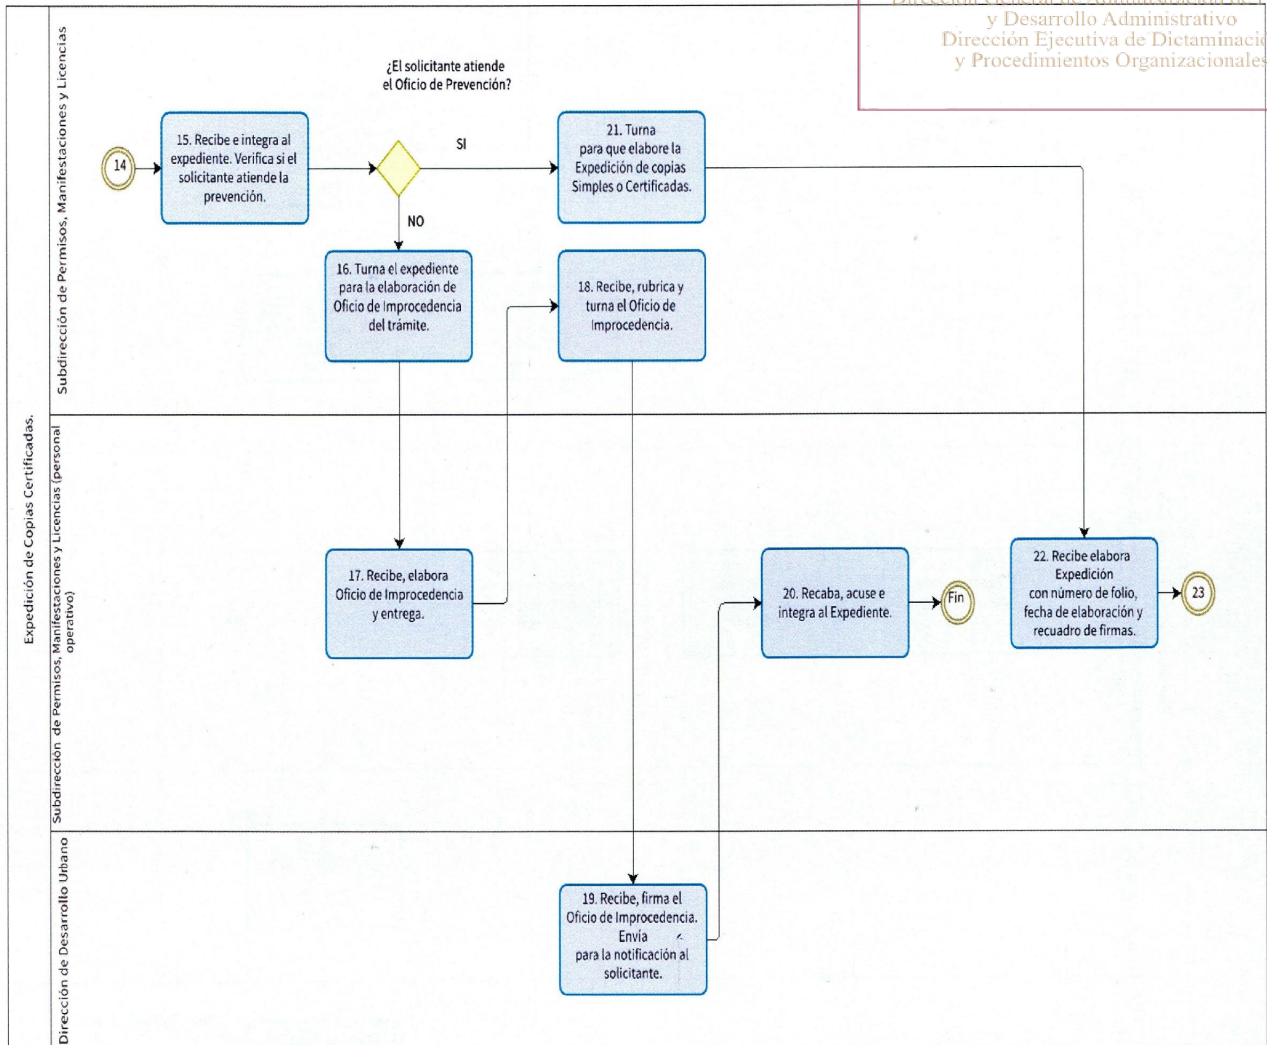 y Desarrollo Administrativo
Dirección Ejecutiva de Dictaminació
y Procedimientos Organizacionales
Expedición de Copias Certificadas.
Subdirección de Permisos, Manifestaciones y Licencias
¿El solicitante atiende
el Oficio de Prevención?
14
15. Recibe e integra al
expediente. Verifica si el
solicitante atiende la
prevención.
SI
21. Turna
para que elabore la
Expedición de copias
Simples o Certificadas.
NO
16. Turna el expediente
para la elaboración de
Oficio de Improcedencia
del trámite.
18. Recibe, rubrica y
turna el Oficio de
Improcedencia.
Subdirección de Permisos, Manifestaciones y Licencias (personal
operativo)
17. Recibe, elabora
Oficio de Improcedencia
y entrega.
20. Recaba, acuse e
integra al Expediente.
Fin
22. Recibe elabora
Expedición
con número de folio,
fecha de elaboración y
recuadro de firmas.
23
Dirección de Desarrollo Urbano
19. Recibe, firma el
Oficio de Improcedencia.
Envía
para la notificación al
solicitante.